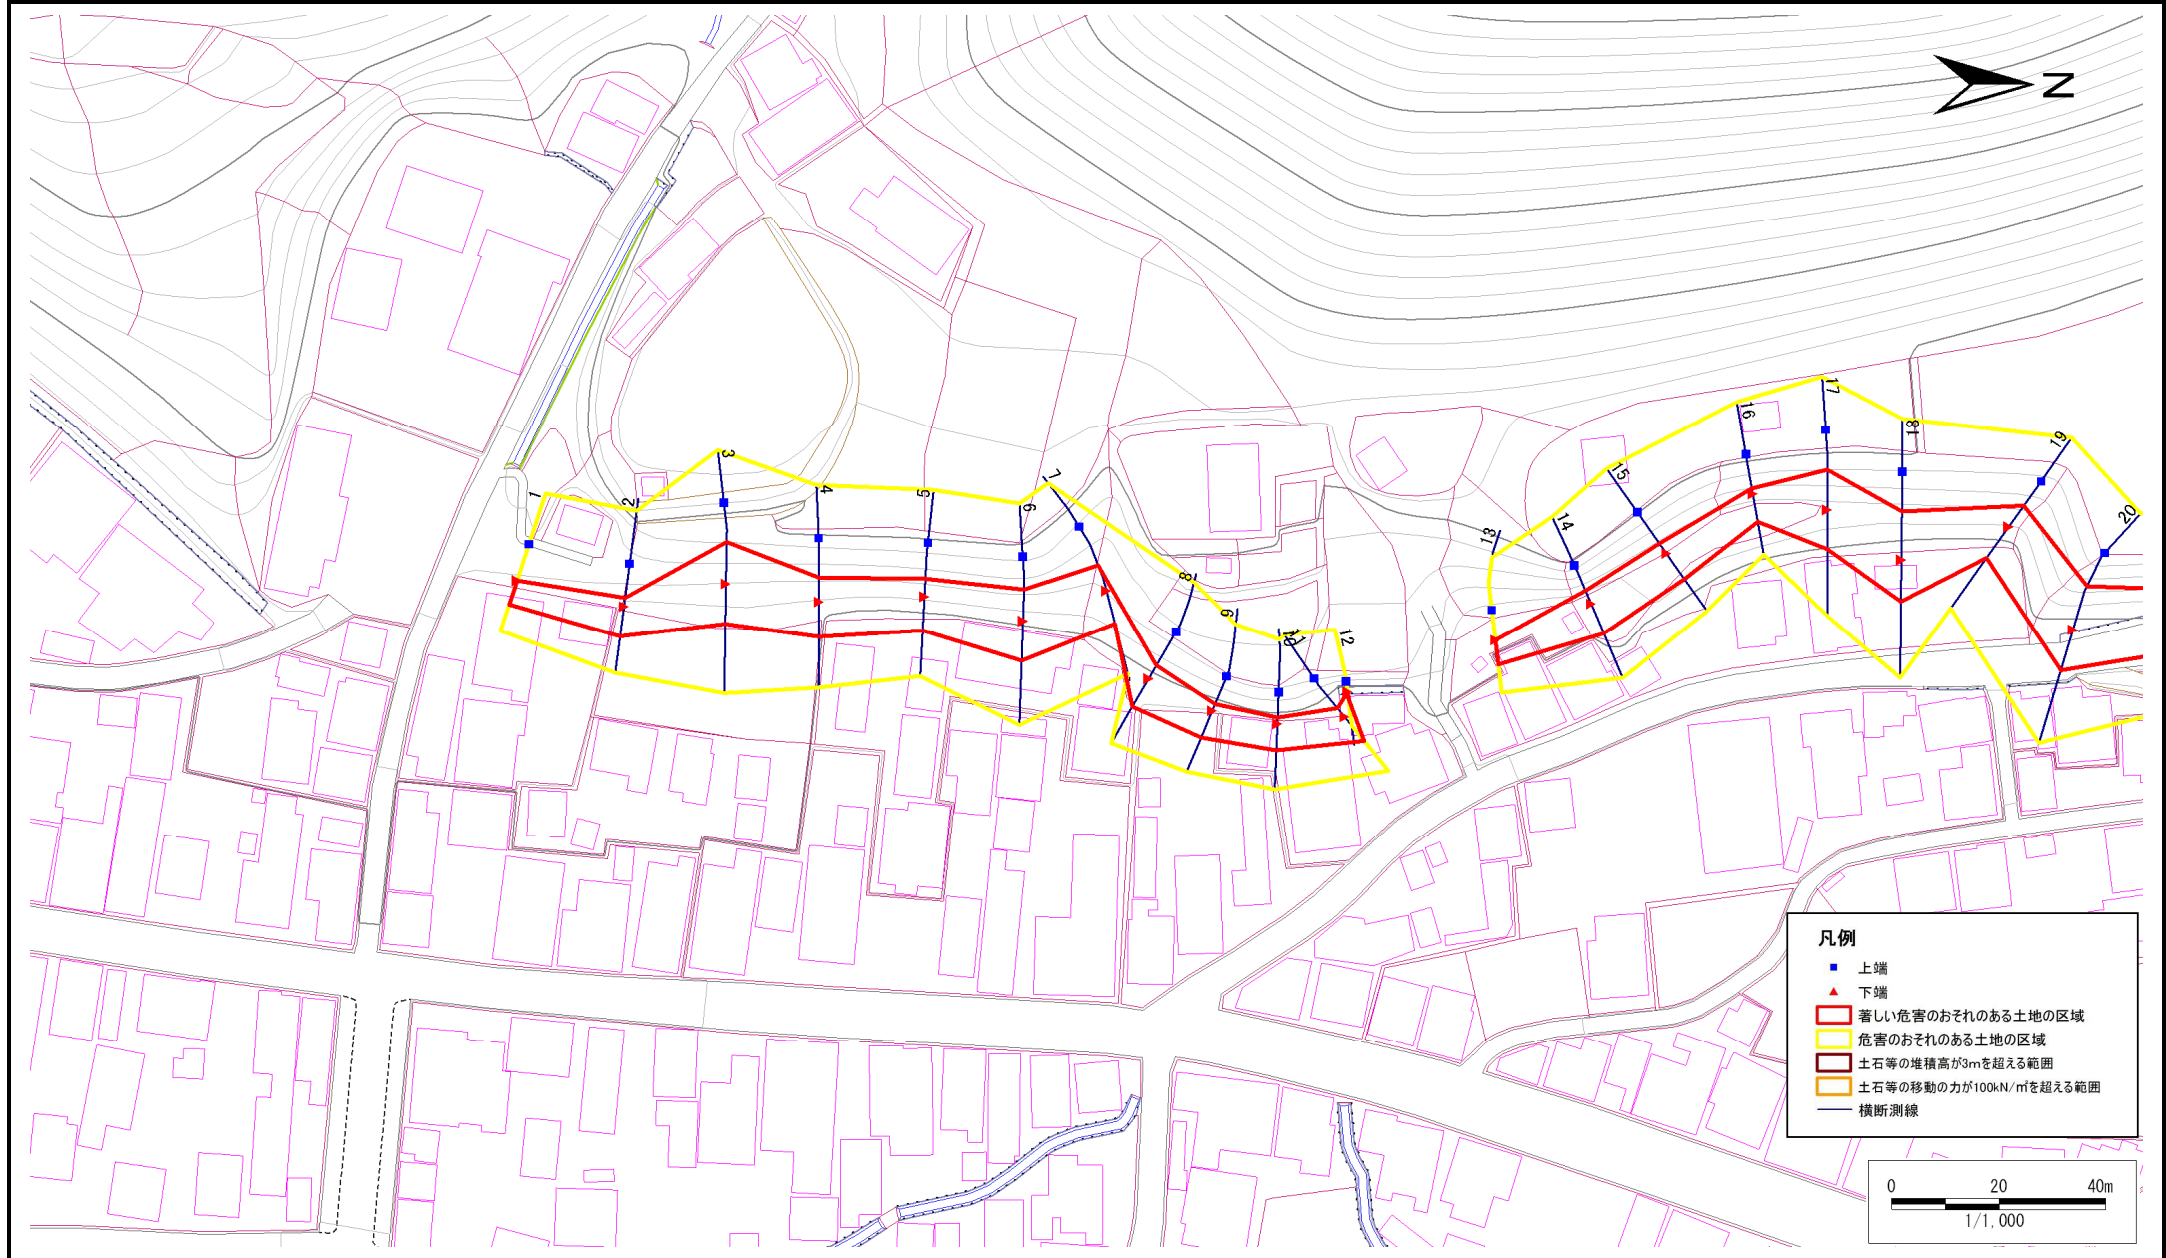 N
1
2
3
4
5
6
7
8
9
10
11
12
13
14
15
16
17
18
19
20
凡例
上端
下端
著しい危害のおそれのある土地の区域
危害のおそれのある土地の区域
土石等の堆積高が3mを超える範囲
土石等の移動の力が100kN/㎡を超える範囲
横断測線
0 20 40m
1/1,000